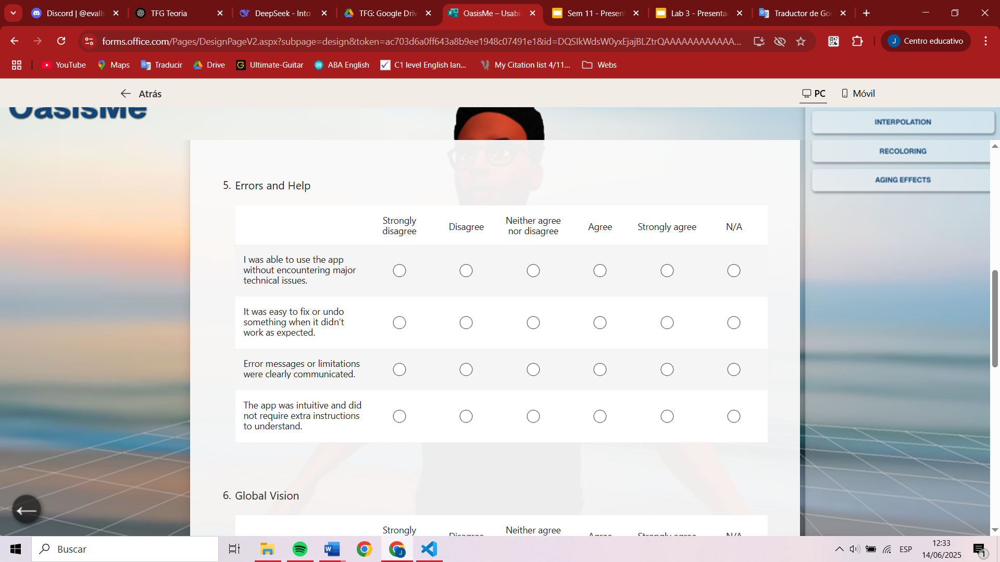 Discord | @evalls
TFG Teoria
DeepSeek - Into
TFG: Google Driv
OasisMe – Usabi
Sem 11 - Present
Lab 3 - Presentac
Traductor de Go
forms.office.com/Pages/DesignPageV2.aspx?subpage=design&token=ac703d6a0ff643a8b9ee1948c07491e1&id=DQSIkWdsW0yxEjajBLZtrQAAAAAAAAAAAAA...
J Centro educativo
YouTube
Maps
Traducir
Drive
Ultimate-Guitar
ABA English
C1 level English lan...
My Citation list 4/11...
Webs
Atrás
PC
Móvil
OasisMe
INTERPOLATION
RECOLORING
AGING EFFECTS
5. Errors and Help
Strongly disagree
Disagree
Neither agree nor disagree
Agree
Strongly agree
N/A
I was able to use the app
without encountering major
technical issues.
It was easy to fix or undo
something when it didn't
work as expected.
Error messages or limitations
were clearly communicated.
The app was intuitive and did
not require extra instructions
to understand.
6. Global Vision
Strongly
Disagree
Neither agree
Agree
Strongly agree
N/A
Buscar
ESP
12:33
14/06/2025
1